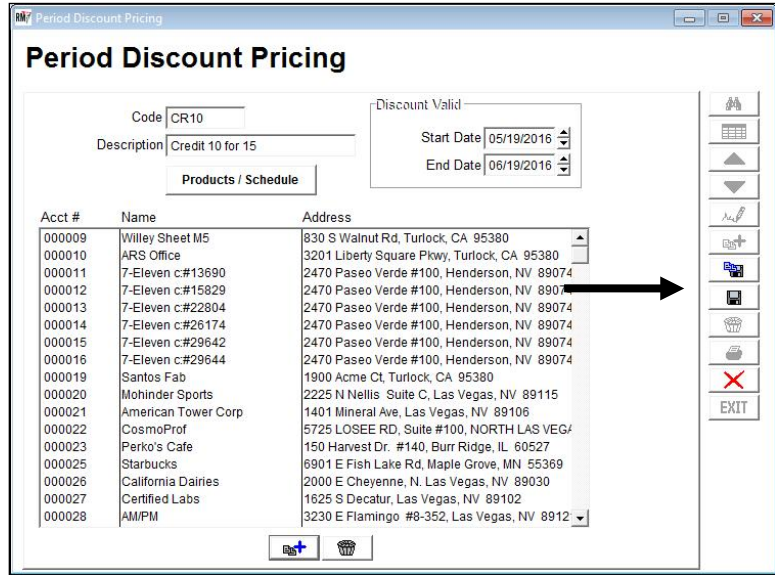 RM Period Discount Pricing
Period Discount Pricing
Discount Valid
Code CR10
Start Date 05/19/2016
Description Credit 10 for 15
End Date 06/19/2016
Products / Schedule
Acct # Name Address
000009 Willey Sheet M5 830 S Walnut Rd, Turlock, CA 95380
000010 ARS Office 3201 Liberty Square Pkwy, Turlock, CA 95380
000011 7-Eleven c:#13690 2470 Paseo Verde #100, Henderson, NV 89074
000012 7-Eleven c:#15829 2470 Paseo Verde #100, Henderson, NV
000013 7-Eleven c:#22804 2470 Paseo Verde #100, Henderson, NV 89074
000014 7-Eleven c:#26174 2470 Paseo Verde #100, Henderson, NV 89074
000015 7-Eleven c:#29642 2470 Paseo Verde #100, Henderson, NV 89074
000016 7-Eleven c:#29644 2470 Paseo Verde #100, Henderson, NV 89074
000019 Santos Fab 1900 Acme Ct, Turlock, CA 95380
000020 Mohinder Sports 2225 N Nellis Suite C, Las Vegas, NV 89115
000021 American Tower Corp 1401 Mineral Ave, Las Vegas, NV 89106
000022 CosmoProf 5725 LOSEE RD, Suite #100, NORTH LAS VEGA
000023 Perko's Cafe 150 Harvest Dr. #140, Burr Ridge, IL 60527
000025 Starbucks 6901 E Fish Lake Rd, Maple Grove, MN 55369
000026 California Dairies 2000 E Cheyenne, N. Las Vegas, NV 89030
000027 Certified Labs 1625 S Decatur, Las Vegas, NV 89102
000028 AM/PM 3230 E Flamingo #8-352, Las Vegas, NV 8912
EXIT